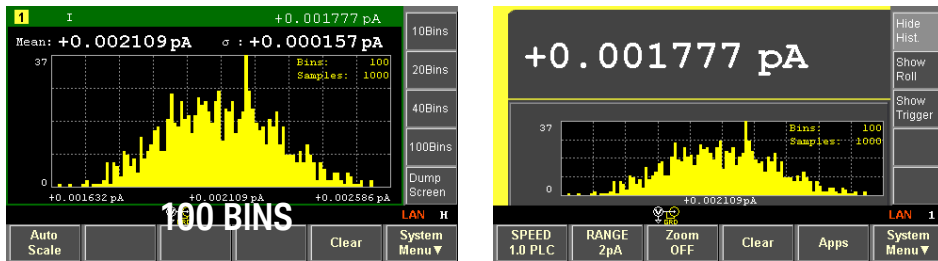 1 I +0.001777 pA
Mean: +0.002109 pA σ : +0.000157 pA
37
Bins: 100
Samples: 1000
0
+0.001632 pA +0.002109 pA +0.002586 pA
10Bins
20Bins
40Bins
100Bins
Dump
Screen
100 BINS
GRD
LAN H
Auto
Scale
Clear
System
Menu▼
+0.001777 pA
37
Bins: 100
Samples: 1000
0
+0.002109pA
Hide
Hist.
Show
Roll
Show
Trigger
GRD
LAN 1
SPEED
1.0 PLC
RANGE
2pA
Zoom
OFF
Clear
Apps
System
Menu▼